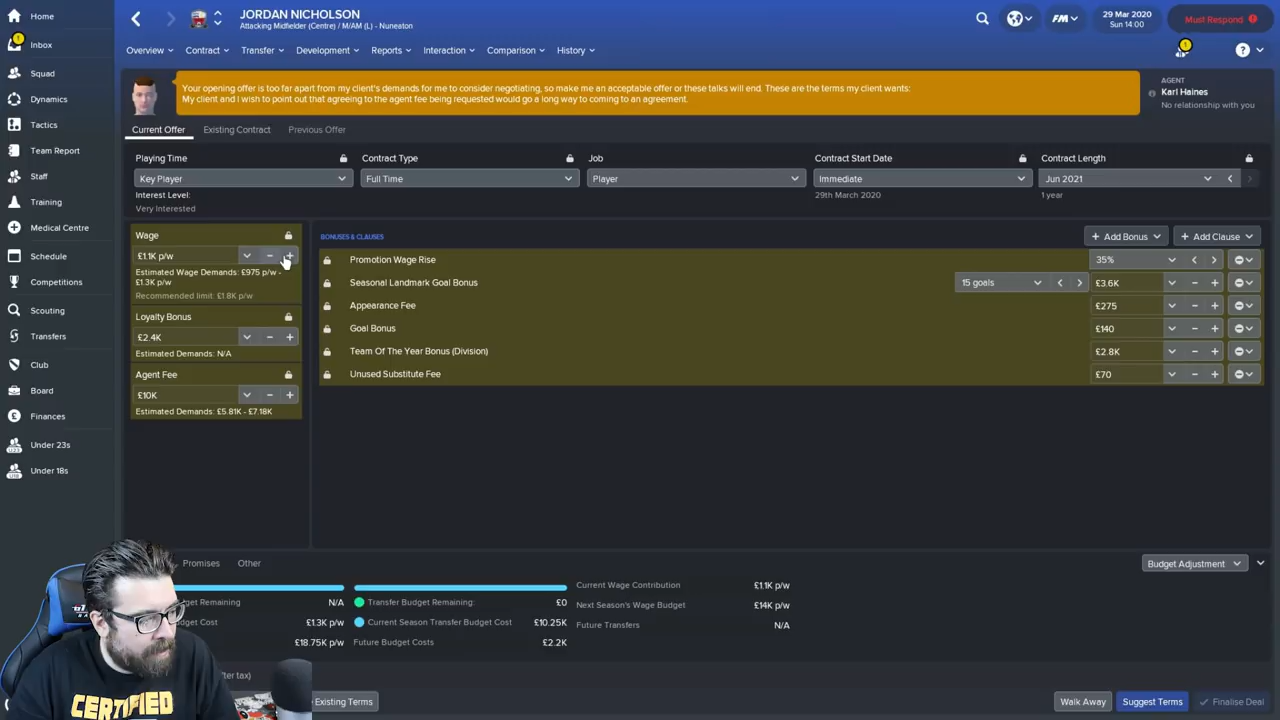 Home
Inbox
Squad
Dynamics
Tactics
Team Report
Staff
Training
Medical Centre
Schedule
Competitions
Scouting
Transfers
Club
Board
Finances
Under 23s
Under 18s
JORDAN NICHOLSON
Attacking Midfielder (Centre) / M/AM (L) - Nuneaton
FM
29 Mar 2020
Sun 14:00
Must Respond
Overview
Contract
Transfer
Development
Reports
Interaction
Comparison
History
Your opening offer is too far apart from my client's demands for me to consider negotiating, so make me an acceptable offer or these talks will end. These are the terms my client wants:
My client and I wish to point out that agreeing to the agent fee being requested would go a long way to coming to an agreement.
AGENT
Karl Haines
No relationship with you
Current Offer
Existing Contract
Previous Offer
Playing Time
Key Player
Interest Level:
Very Interested
Contract Type
Full Time
Job
Player
Contract Start Date
Immediate
29th March 2020
Contract Length
Jun 2021
1 year
Wage
£1.1K p/w
Estimated Wage Demands: £975 p/w -
£1.3K p/w
Recommended limit: £1.8K p/w
Loyalty Bonus
£2.4K
Estimated Demands: N/A
Agent Fee
£10K
Estimated Demands: £5.81K - £7.18K
BONUSES & CLAUSES
+ Add Bonus
+ Add Clause
Promotion Wage Rise 35%
Seasonal Landmark Goal Bonus 15 goals £3.6K
Appearance Fee £275
Goal Bonus £140
Team Of The Year Bonus (Division) £2.8K
Unused Substitute Fee £70
Promises
Other
Budget Adjustment
Remaining N/A
Cost £1.3K p/w
£18.75K p/w
Transfer Budget Remaining: £0
Current Season Transfer Budget Cost £10.25K
Future Budget Costs £2.2K
Current Wage Contribution £1.1K p/w
Next Season's Wage Budget £14K p/w
Future Transfers N/A
tax)
Existing Terms
Walk Away
Suggest Terms
Finalise Deal
CERTIFIED